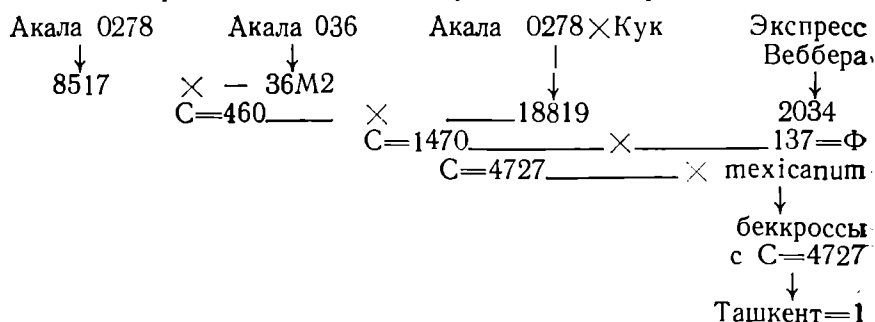 Акала 0278 Акала 036 Акала 0278×Кук Экспресс
Веббера
8517 × — 36М2 18819 2034
С=460 ×
С=1470 × 137=Ф
С=4727 × mexicanum
беккроссы
с С=4727
Ташкент=1